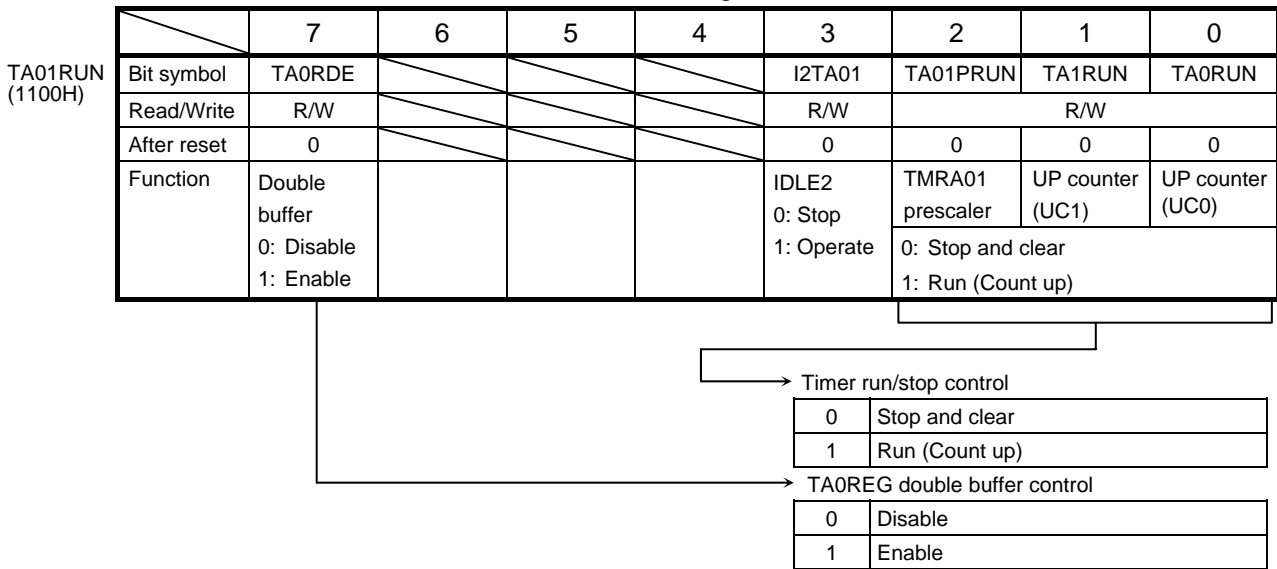 7 6 5 4 3 2 1 0
TA01RUN
(1100H)
Bit symbol TA0RDE I2TA01 TA01PRUN TA1RUN TA0RUN
Read/Write R/W R/W R/W
After reset 0 0 0 0 0
Function Double buffer 0: Disable 1: Enable IDLE2 0: Stop 1: Operate TMRA01 prescaler UP counter (UC1) UP counter (UC0)
0: Stop and clear
1: Run (Count up)
Timer run/stop control
0 Stop and clear
1 Run (Count up)
TA0REG double buffer control
0 Disable
1 Enable